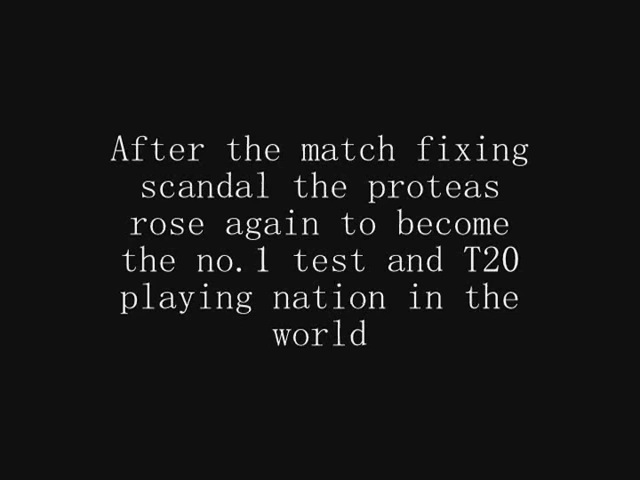 After the match fixing
scandal the proteas
rose again to become
the no.1 test and T20
playing nation in the
world